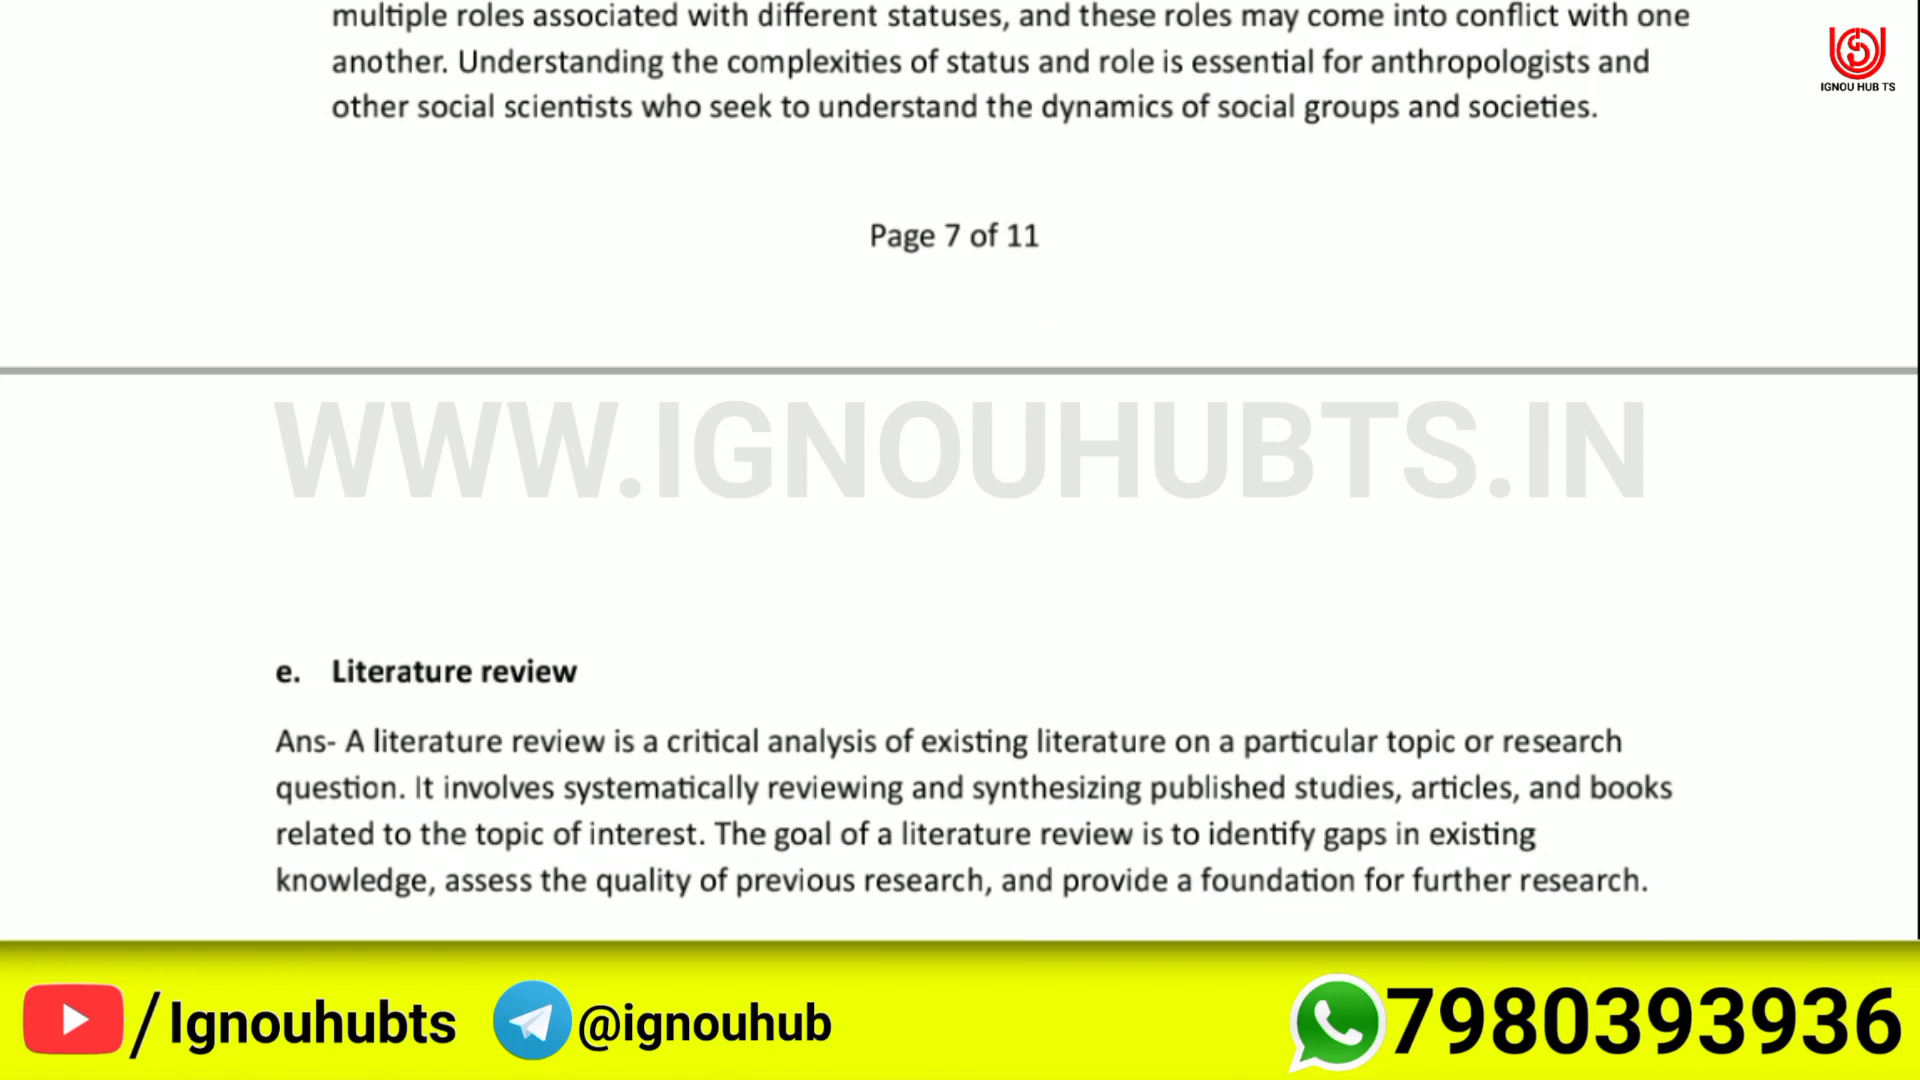 multiple roles associated with different statuses, and these roles may come into conflict with one
another. Understanding the complexities of status and role is essential for anthropologists and
other social scientists who seek to understand the dynamics of social groups and societies.
IGNOU HUB TS
Page 7 of 11
WWW.IGNOUHUBTS.IN
e. Literature review
Ans- A literature review is a critical analysis of existing literature on a particular topic or research
question. It involves systematically reviewing and synthesizing published studies, articles, and books
related to the topic of interest. The goal of a literature review is to identify gaps in existing
knowledge, assess the quality of previous research, and provide a foundation for further research.
/Ignouhubts @ignouhub 7980393936